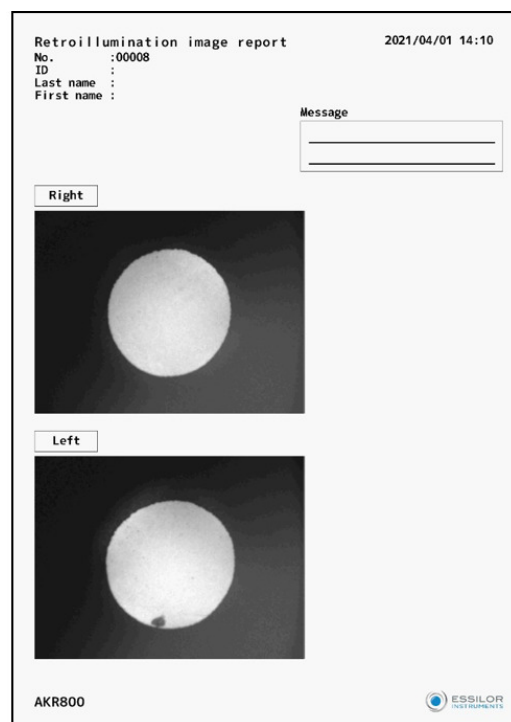 Retroillumination image report
2021/04/01 14:10
No. :00008
ID :
Last name :
First name :
Message
Right
Left
AKR800
ESSILOR
INSTRUMENTS